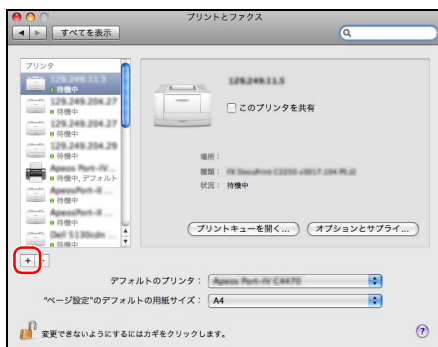 プリントとファクス
すべてを表示
プリンタ
129.249.11.5
待機中
129.249.204.27
待機中
129.249.204.27
待機中
129.249.204.29
待機中
待機中, デフォルト
待機中
待機中
Dell 5130cdn
待機中
129.249.11.5
このプリンタを共有
場所：
種類：
状況： 待機中
プリントキューを開く... オプションとサプライ...
デフォルトのプリンタ：
"ページ設定"のデフォルトの用紙サイズ： A4
変更できないようにするにはカギをクリックします。